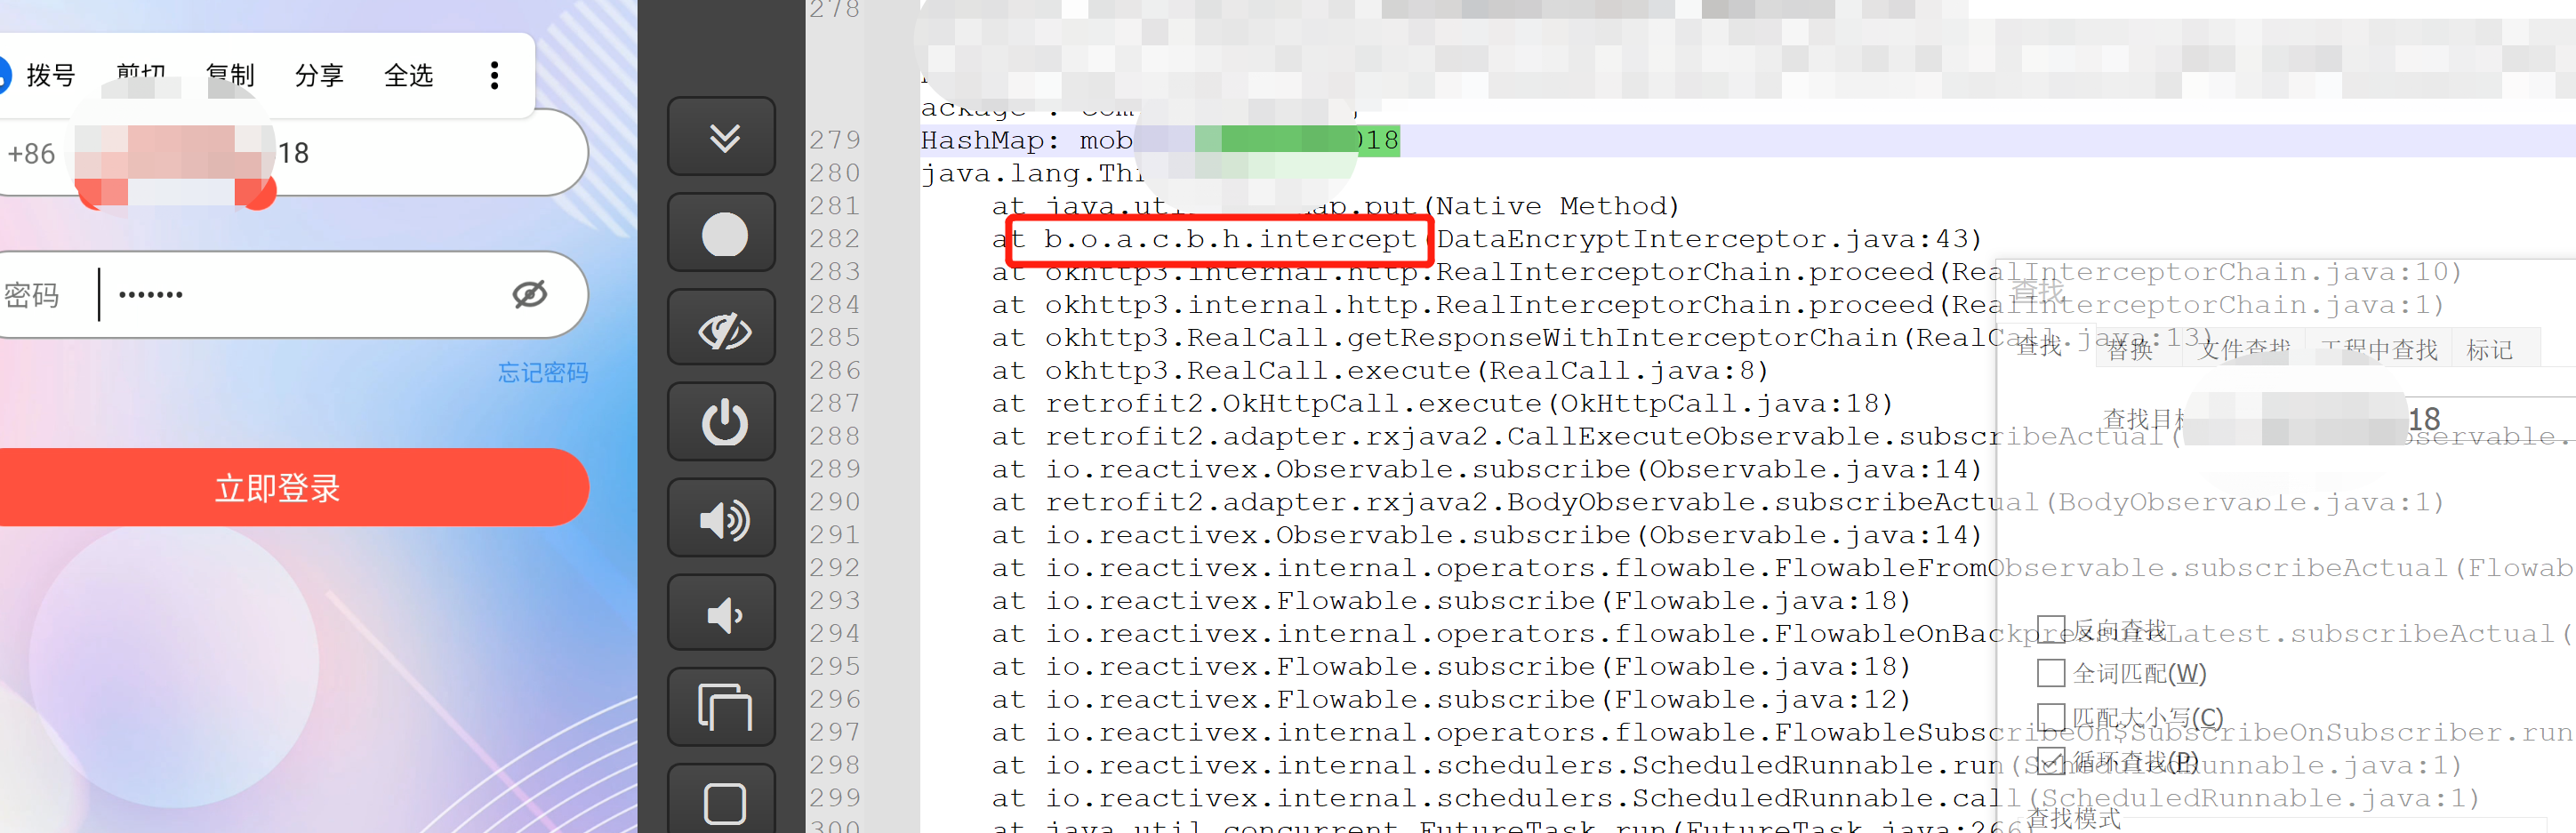 拨号 剪切 复制 分享 全选
+86 18
密码
忘记密码
立即登录
278
279 HashMap: mob 018
280 java.lang.Th
281 at java.uti ap.put(Native Method)
282 at b.o.a.c.b.h.intercept(DataEncryptInterceptor.java:43)
283 at okhttp3.internal.http.RealInterceptorChain.proceed(RealInterceptorChain.java:10)
284 at okhttp3.internal.http.RealInterceptorChain.proceed(RealInterceptorChain.java:1)
285 at okhttp3.RealCall.getResponseWithInterceptorChain(RealCall.java:13)
286 at okhttp3.RealCall.execute(RealCall.java:8)
287 at retrofit2.OkHttpCall.execute(OkHttpCall.java:18)
288 at retrofit2.adapter.rxjava2.CallExecuteObservable.subscribeActual(
289 at io.reactivex.Observable.subscribe(Observable.java:14)
290 at retrofit2.adapter.rxjava2.BodyObservable.subscribeActual(BodyObservable.java:1)
291 at io.reactivex.Observable.subscribe(Observable.java:14)
292 at io.reactivex.internal.operators.flowable.FlowableFromObservable.subscribeActual(Flowab
293 at io.reactivex.Flowable.subscribe(Flowable.java:18)
294 at io.reactivex.internal.operators.flowable.FlowableOnBackpressureLatest.subscribeActual(
295 at io.reactivex.Flowable.subscribe(Flowable.java:18)
296 at io.reactivex.Flowable.subscribe(Flowable.java:12)
297 at io.reactivex.internal.operators.flowable.FlowableSubscribeOn$SubscribeOnSubscriber.run
298 at io.reactivex.internal.schedulers.ScheduledRunnable.run(ScheduledRunnable.java:1)
299 at io.reactivex.internal.schedulers.ScheduledRunnable.call(ScheduledRunnable.java:1)
300 at java.util.concurrent.FutureTask.run(FutureTask.java:266)
查找
查找 替换 文件查找 工程中查找 标记
查找目标 18
反向查找
全词匹配(W)
匹配大小写(C)
循环查找(P)
查找模式